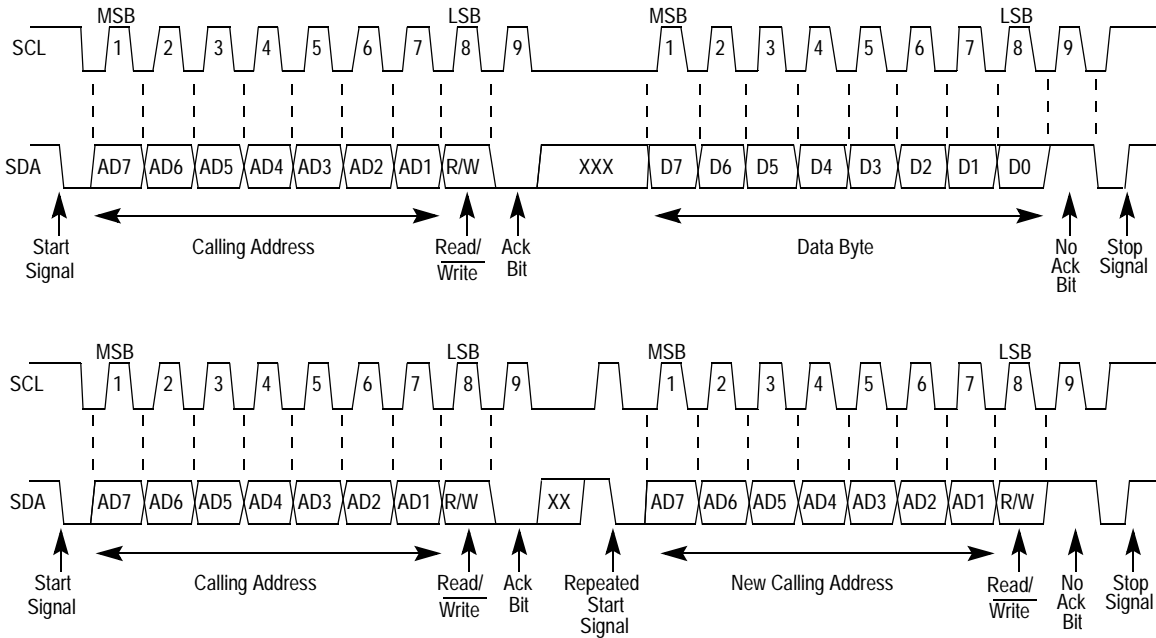 MSB LSB MSB LSB
SCL 1 2 3 4 5 6 7 8 9 1 2 3 4 5 6 7 8 9
SDA AD7 AD6 AD5 AD4 AD3 AD2 AD1 R/W XXX D7 D6 D5 D4 D3 D2 D1 D0
Start Signal
Calling Address
Read/ Write
Ack Bit
Data Byte
No Ack Bit
Stop Signal
MSB LSB MSB LSB
SCL 1 2 3 4 5 6 7 8 9 1 2 3 4 5 6 7 8 9
SDA AD7 AD6 AD5 AD4 AD3 AD2 AD1 R/W XX AD7 AD6 AD5 AD4 AD3 AD2 AD1 R/W
Start Signal
Calling Address
Read/ Write
Ack Bit
Repeated Start Signal
New Calling Address
Read/ Write
No Ack Bit
Stop Signal